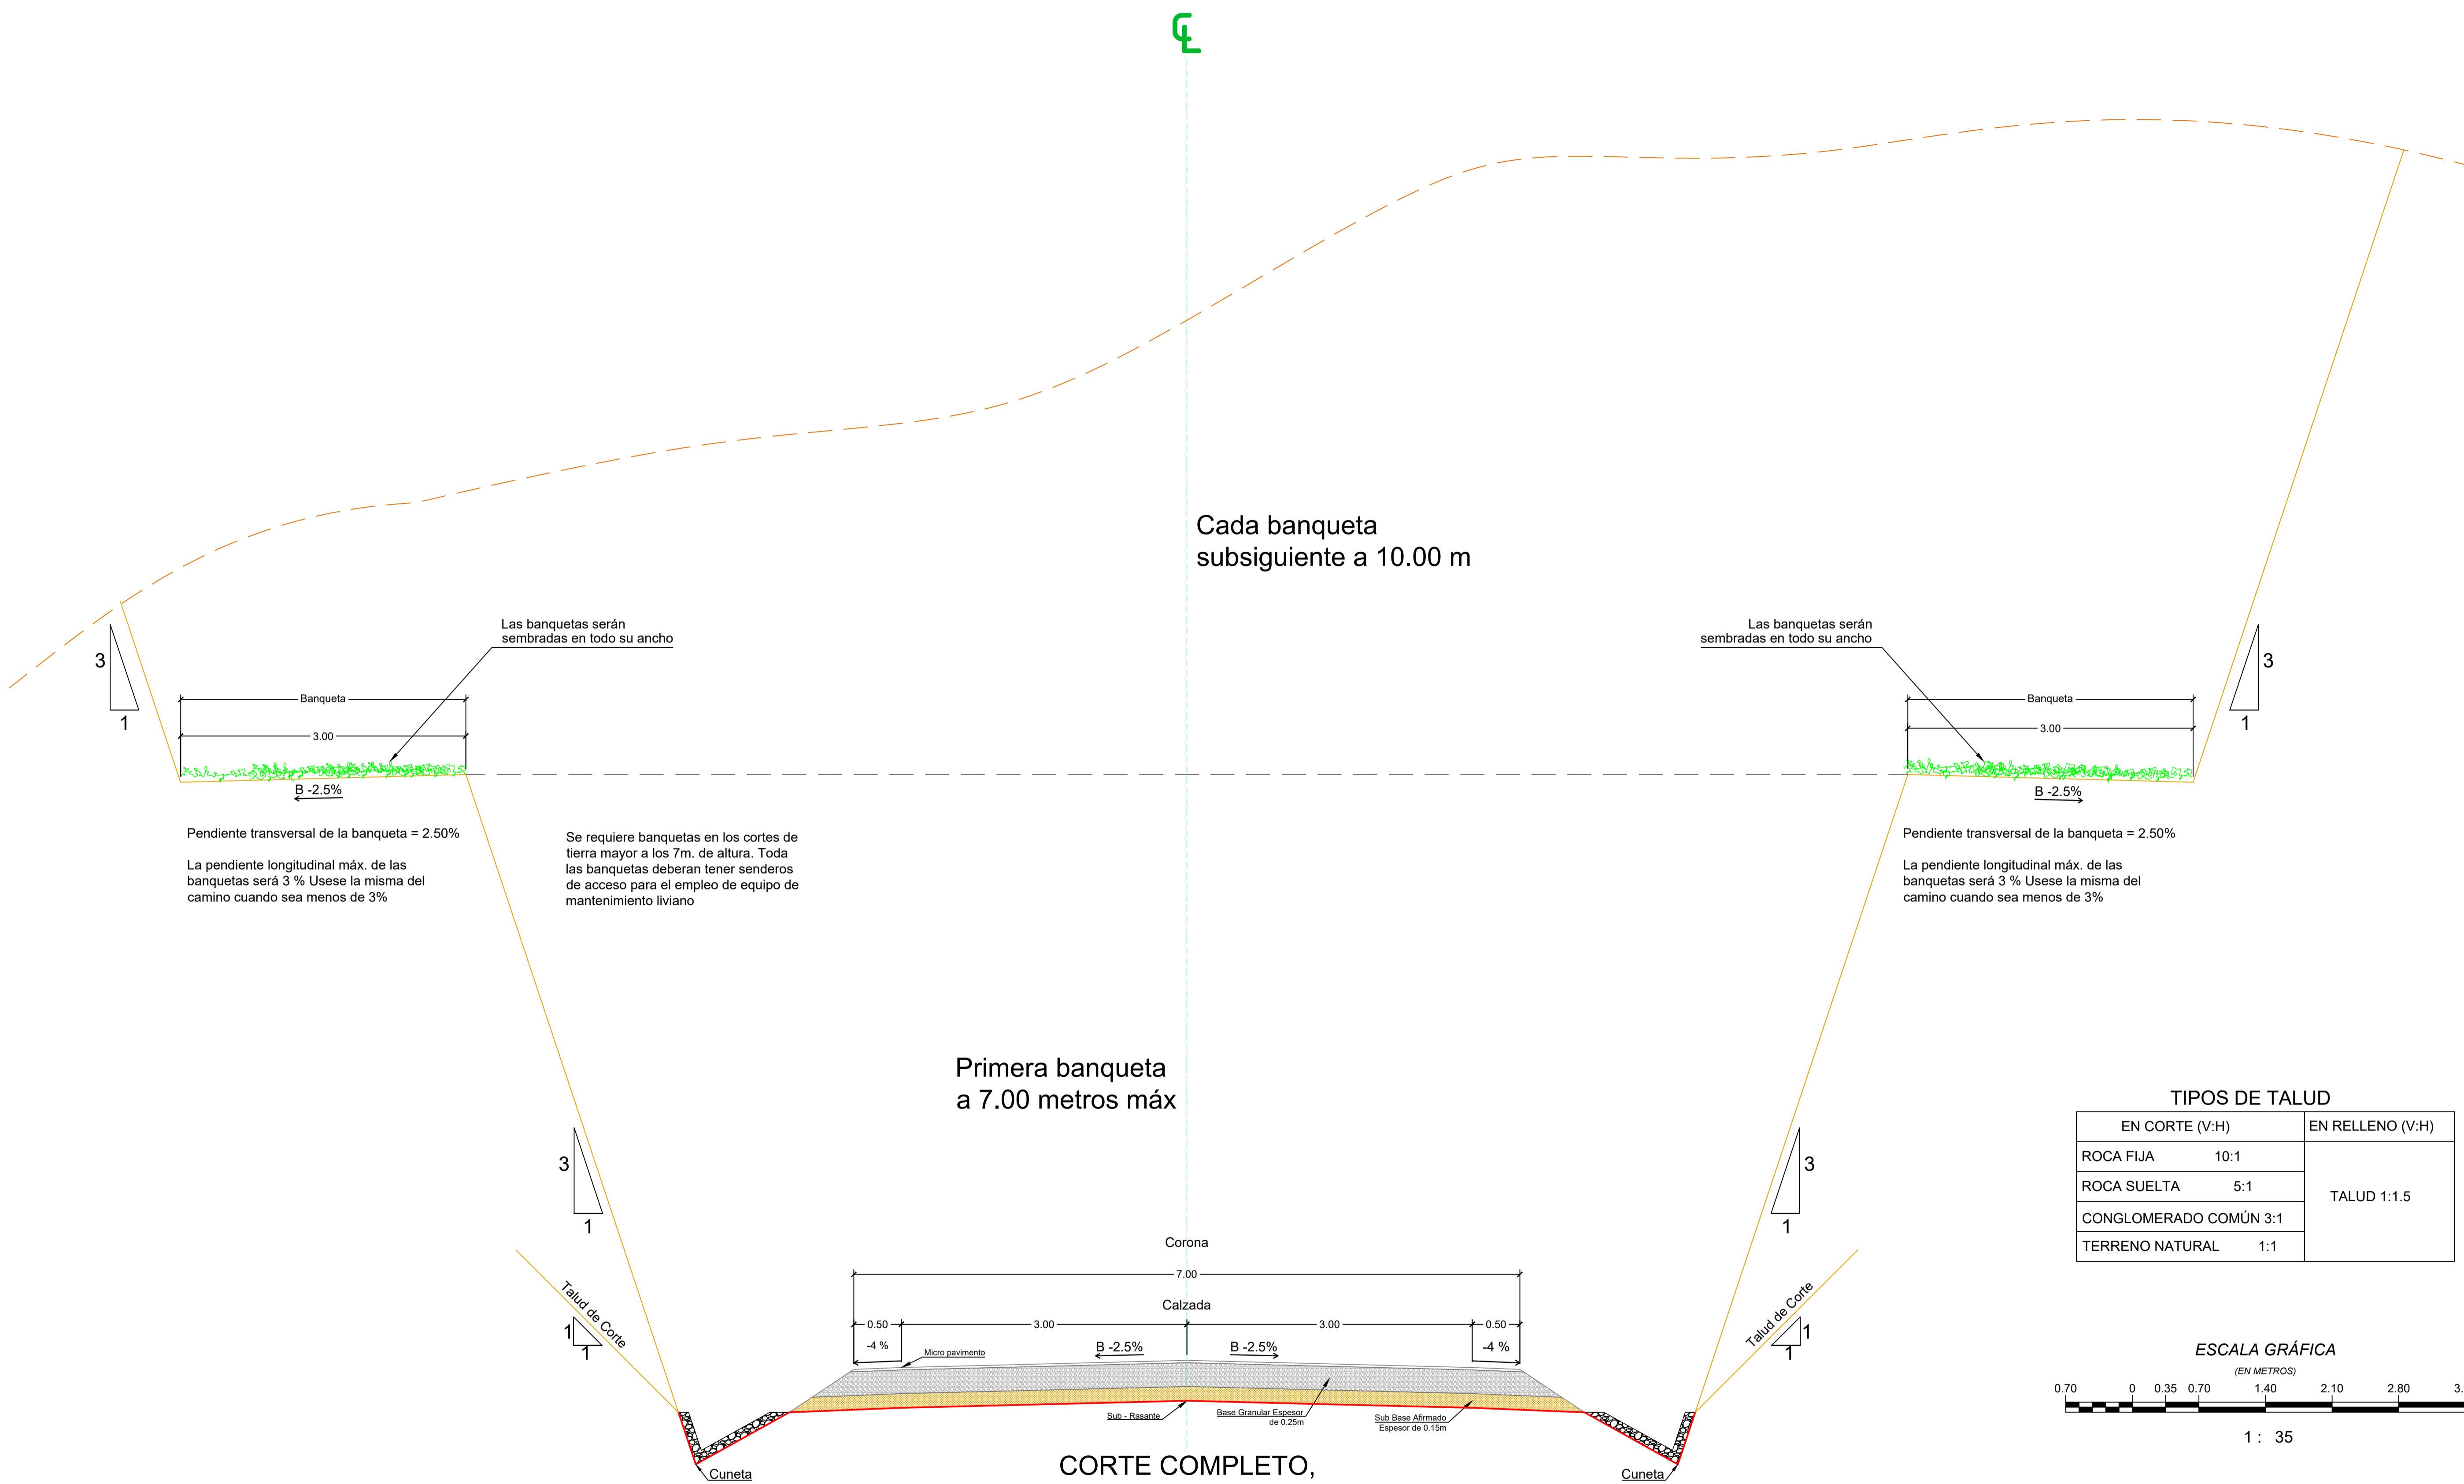 CL
Cada banqueta
subsiguiente a 10.00 m
Las banquetas serán
sembradas en todo su ancho
Las banquetas serán
sembradas en todo su ancho
3
1
Banqueta
3.00
B -2.5%
Banqueta
3.00
B -2.5%
3
1
Pendiente transversal de la banqueta = 2.50%
La pendiente longitudinal máx. de las
banquetas será 3 % Usese la misma del
camino cuando sea menos de 3%
Se requiere banquetas en los cortes de
tierra mayor a los 7m. de altura. Toda
las banquetas deberan tener senderos
de acceso para el empleo de equipo de
mantenimiento liviano
Pendiente transversal de la banqueta = 2.50%
La pendiente longitudinal máx. de las
banquetas será 3 % Usese la misma del
camino cuando sea menos de 3%
Primera banqueta
a 7.00 metros máx
3
1
3
1
TIPOS DE TALUD
EN CORTE (V:H) EN RELLENO (V:H)
ROCA FIJA 10:1
ROCA SUELTA 5:1
TALUD 1:1.5
CONGLOMERADO COMÚN 3:1
TERRENO NATURAL 1:1
Corona
7.00
Calzada
0.50 3.00 3.00 0.50
-4 % B -2.5% B -2.5% -4 %
Talud de Corte
1
1
Talud de Corte
1
1
Micro pavimento
Sub - Rasante
Base Granular Espesor
de 0.25m
Sub Base Afirmado
Espesor de 0.15m
Cuneta
Cuneta
CORTE COMPLETO,
ESCALA GRÁFICA
(EN METROS)
0.70 0 0.35 0.70 1.40 2.10 2.80 3.
1 : 35